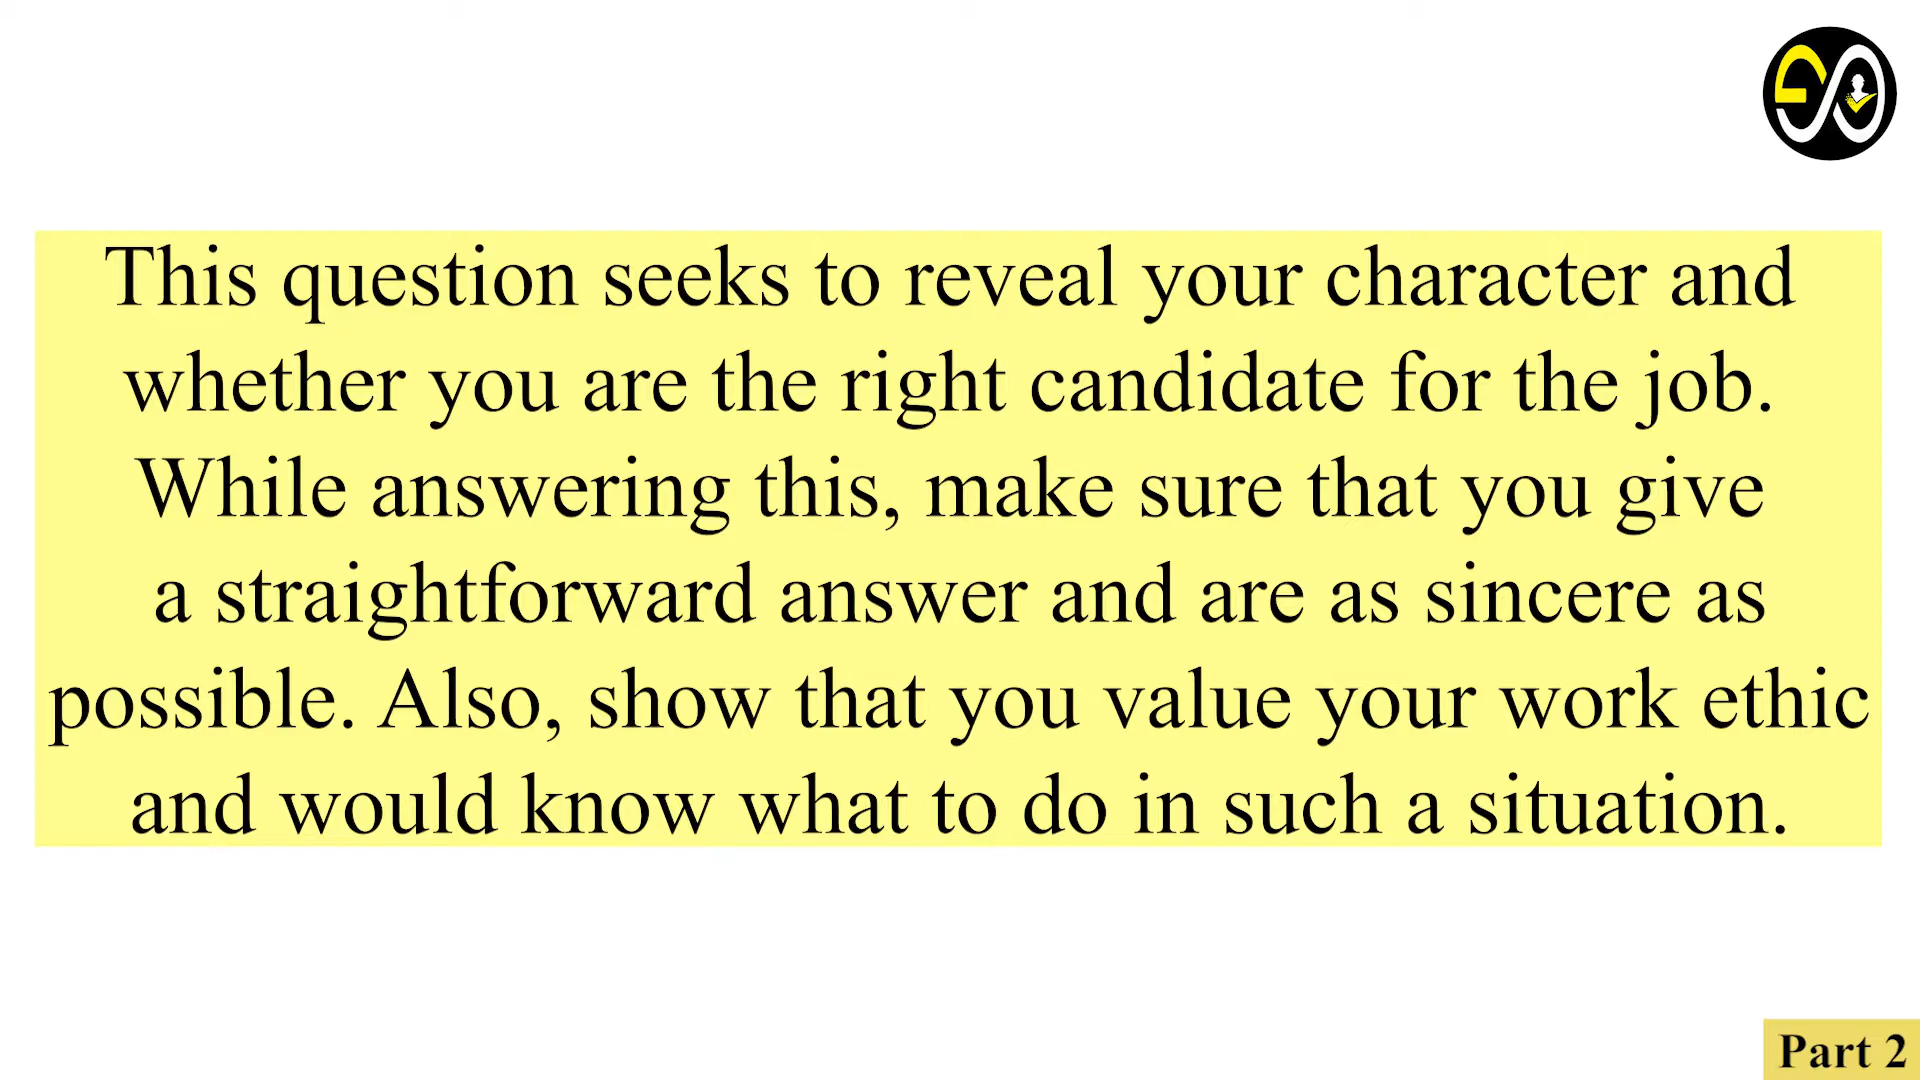 This question seeks to reveal your character and
whether you are the right candidate for the job.
While answering this, make sure that you give
a straightforward answer and are as sincere as
possible. Also, show that you value your work ethic
and would know what to do in such a situation.
Part 2